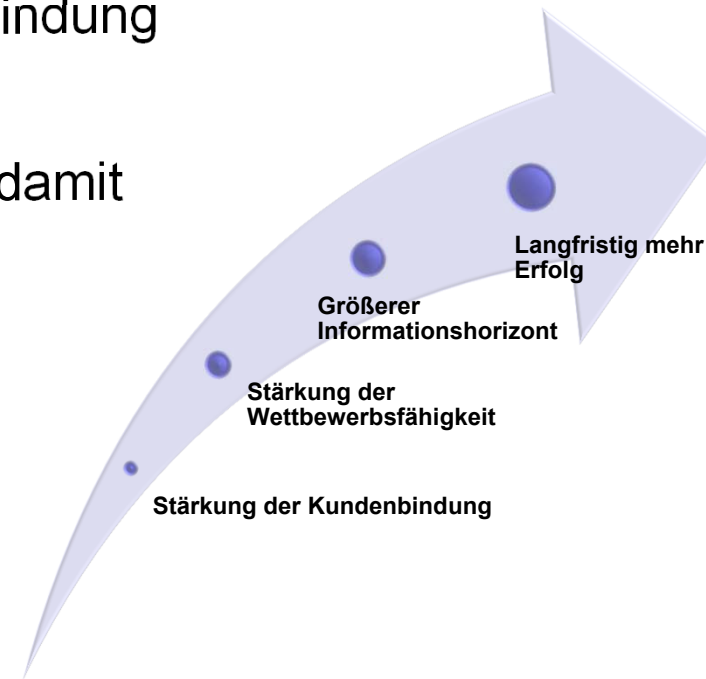 indung
damit
Langfristig mehr
Erfolg
Größerer
Informationshorizont
Stärkung der
Wettbewerbsfähigkeit
Stärkung der Kundenbindung